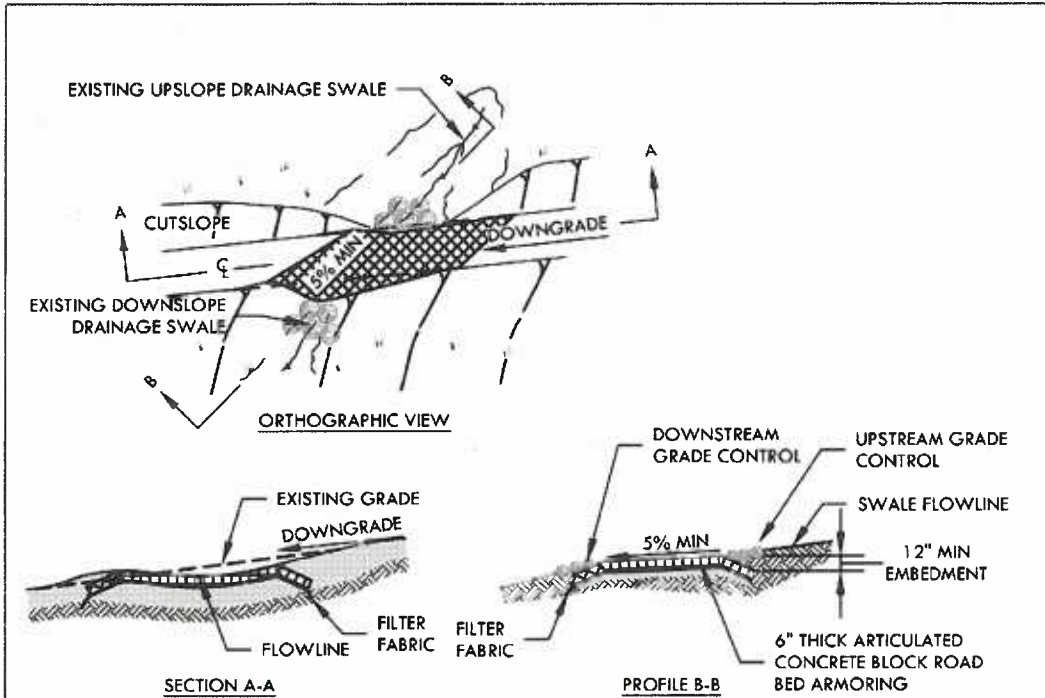 EXISTING UPSLOPE DRAINAGE SWALE
B
A
CUTSLOPE
A
DOWNGRADE
5% MIN
℄
EXISTING DOWNSLOPE
DRAINAGE SWALE
B
ORTHOGRAPHIC VIEW
EXISTING GRADE
DOWNGRADE
FLOWLINE
FILTER
FABRIC
SECTION A-A
DOWNSTREAM
GRADE CONTROL
UPSTREAM GRADE
CONTROL
SWALE FLOWLINE
5% MIN
12" MIN
EMBEDMENT
FILTER
FABRIC
6" THICK ARTICULATED
CONCRETE BLOCK ROAD
BED ARMORING
PROFILE B-B